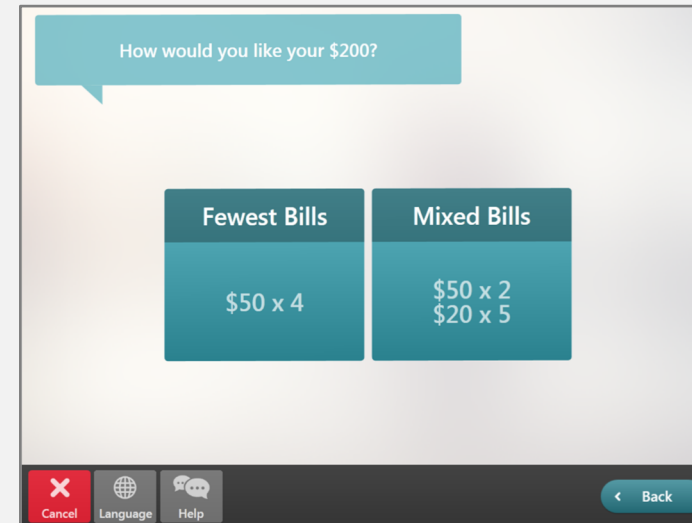 How would you like your $200?
Fewest Bills
$50 x 4
Mixed Bills
$50 x 2
$20 x 5
Cancel
Language
Help
Back